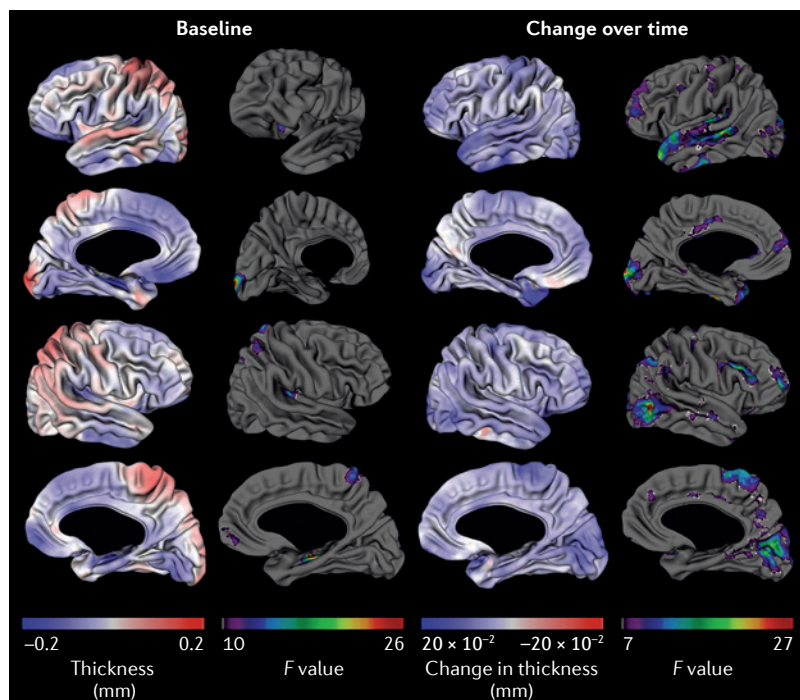 Baseline
Change over time
−0.2 0.2
Thickness
(mm)
10 26
F value
20 × 10⁻² −20 × 10⁻²
Change in thickness
(mm)
7 27
F value